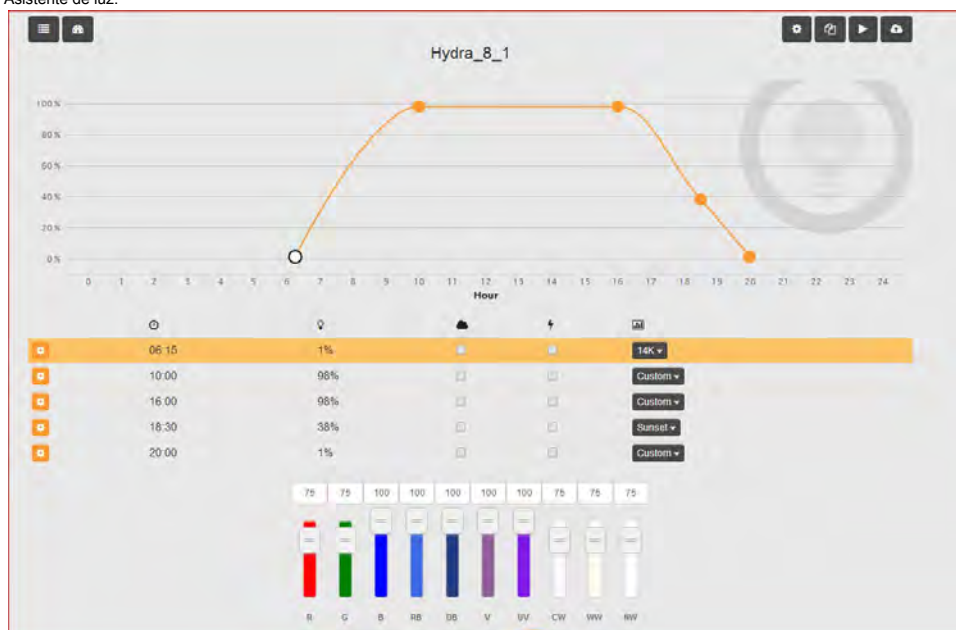 Asistente de luz:
Hydra_8_1
100 %
80 %
60 %
40 %
20 %
0 %
0 1 2 3 4 5 6 7 8 9 10 11 12 13 15 15 16 17 18 19 20 21 22 23 24
Hour
06:15 1% 14K
10:00 98% Custom
16:00 98% Custom
18:30 38% Sunset
20:00 1% Custom
75 75 100 100 100 100 100 75 75 75
R G B RB DB V UV CW WW NW